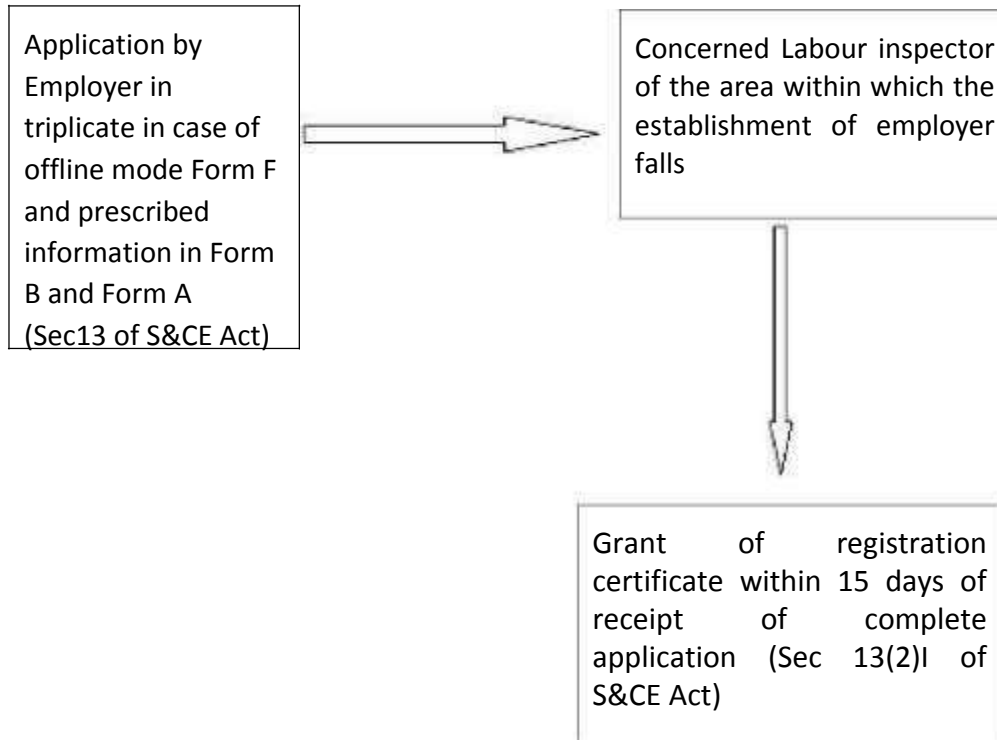 Application by
Employer in
triplicate in case of
offline mode Form F
and prescribed
information in Form
B and Form A
(Sec13 of S&CE Act)
Concerned Labour inspector
of the area within which the
establishment of employer
falls
Grant of registration
certificate within 15 days of
receipt of complete
application (Sec 13(2)I of
S&CE Act)